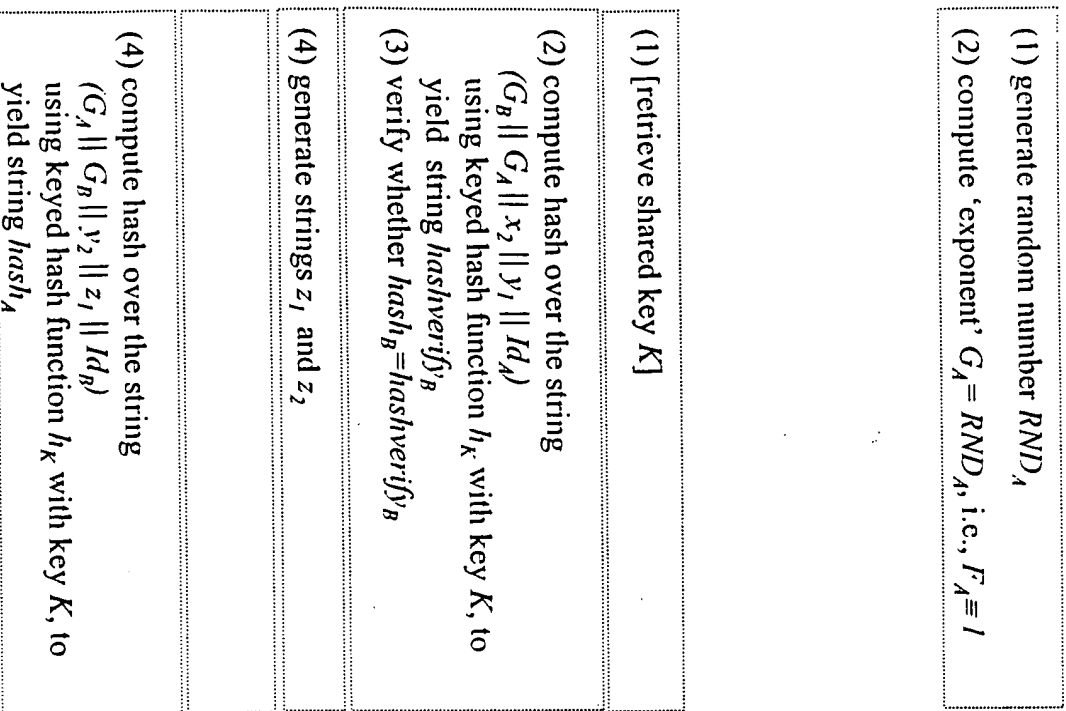 (1) generate random number RND_A
(2) compute ‘exponent’ G_A= RND_A, i.e., F_A≡1
(1) [retrieve shared key K]
(2) compute hash over the string
(G_B || G_A || x_2 || y_1 || Id_A)
using keyed hash function h_K with key K, to
yield string hashverify_B
(3) verify whether hash_B=hashverify_B
(4) generate strings z_1 and z_2
(4) compute hash over the string
(G_A || G_B || y_2 || z_1 || Id_B)
using keyed hash function h_K with key K, to
yield string hash_A